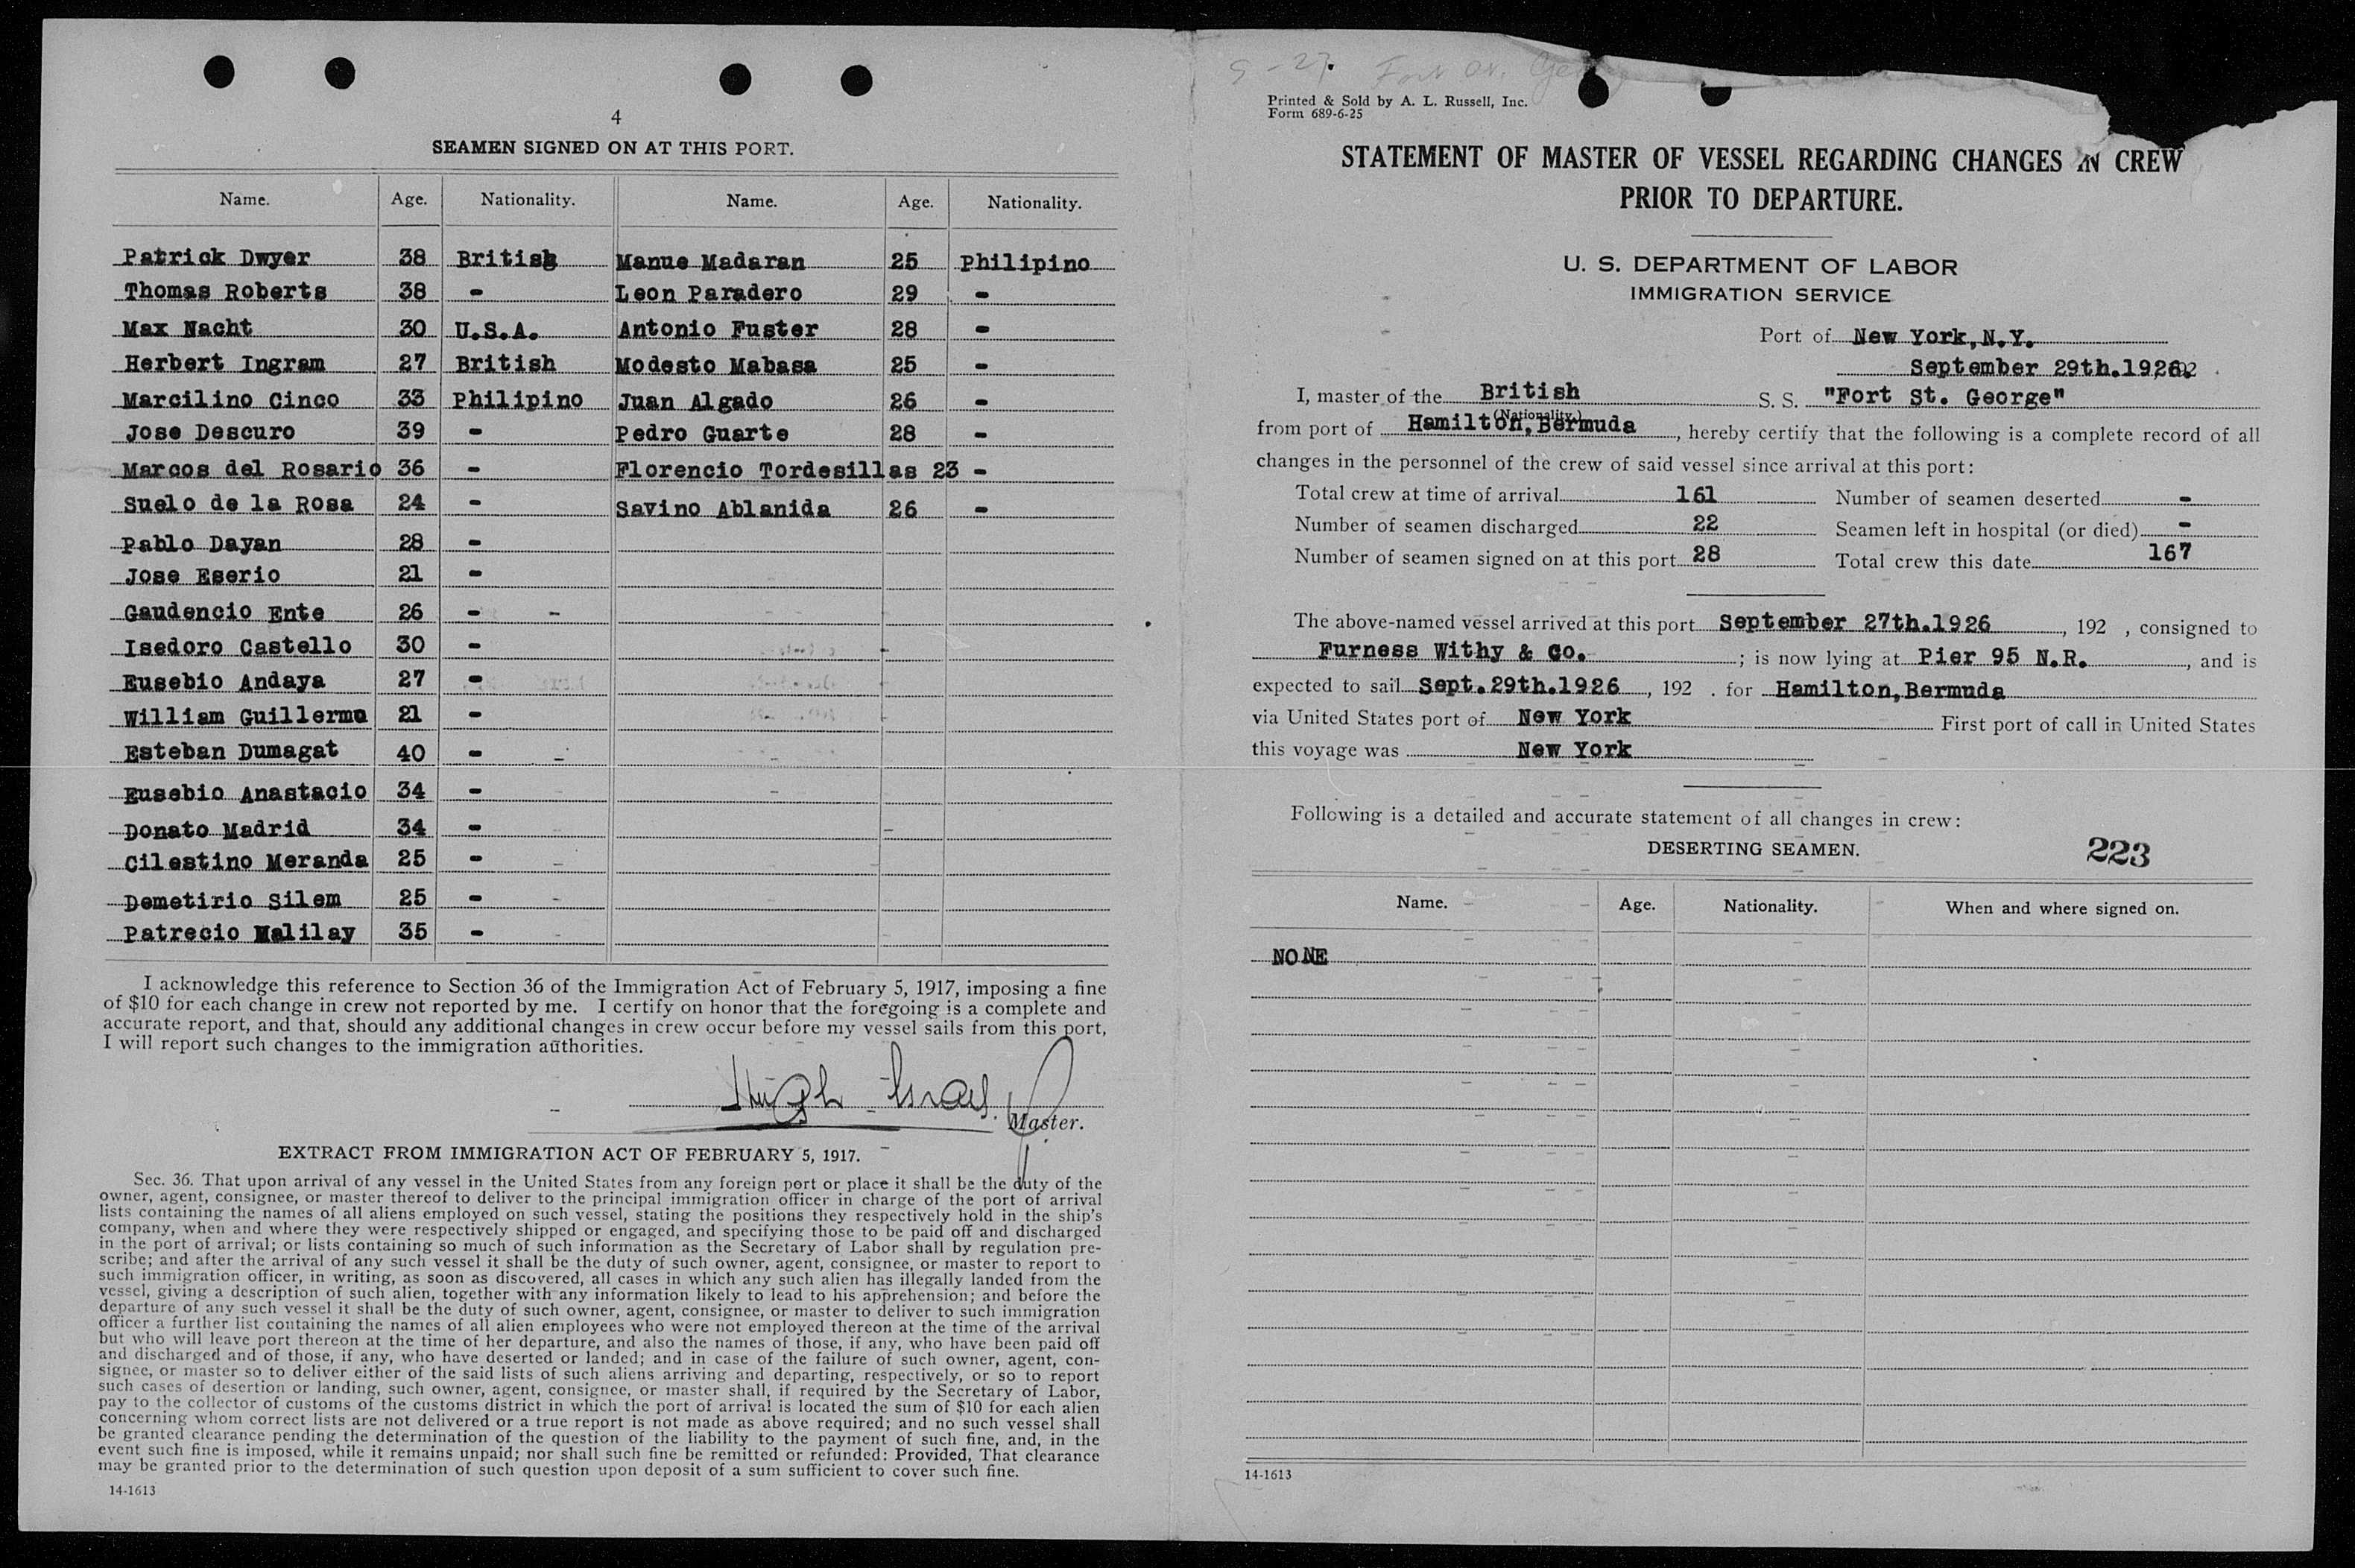 4
SEAMEN SIGNED ON AT THIS PORT.
Name. Age. Nationality. Name. Age. Nationality.
Patrick Dwyer 38 British Manue Madaran 25 Philipino
Thomas Roberts 38 - Leon Paradero 29 -
Max Nacht 30 U.S.A. Antonio Fuster 28 -
Herbert Ingram 27 British Modesto Mabasa 25 -
Marcilino Cinco 33 Philipino Juan Algado 26 -
Jose Descuro 39 - Pedro Guarte 28 -
Marcos del Rosario 36 - Florencio Tordesillas 23 -
Suelo de la Rosa 24 - Savino Ablanida 26 -
Pablo Dayan 28 -
Jose Eserio 21 -
Gaudencio Ente 26 - -
Isedoro Castello 30 -
Eusebio Andaya 27 -
William Guillermo 21 -
Esteban Dumagat 40 -
Eusebio Anastacio 34 -
Donato Madrid 34 -
Cilestino Meranda 25 -
Demetirio Silem 25 -
Patrecio Malilay 35 -
I acknowledge this reference to Section 36 of the Immigration Act of February 5, 1917, imposing a fine
of $10 for each change in crew not reported by me. I certify on honor that the foregoing is a complete and
accurate report, and that, should any additional changes in crew occur before my vessel sails from this port,
I will report such changes to the immigration authorities.
Hugh Israel
Master.
EXTRACT FROM IMMIGRATION ACT OF FEBRUARY 5, 1917.
Sec. 36. That upon arrival of any vessel in the United States from any foreign port or place it shall be the duty of the
owner, agent, consignee, or master thereof to deliver to the principal immigration officer in charge of the port of arrival
lists containing the names of all aliens employed on such vessel, stating the positions they respectively hold in the ship's
company, when and where they were respectively shipped or engaged, and specifying those to be paid off and discharged
in the port of arrival; or lists containing so much of such information as the Secretary of Labor shall by regulation pre-
scribe; and after the arrival of any such vessel it shall be the duty of such owner, agent, consignee, or master to report to
such immigration officer, in writing, as soon as discovered, all cases in which any such alien has illegally landed from the
vessel, giving a description of such alien, together with any information likely to lead to his apprehension; and before the
departure of any such vessel it shall be the duty of such owner, agent, consignee, or master to deliver to such immigration
officer a further list containing the names of all alien employees who were not employed thereon at the time of the arrival
but who will leave port thereon at the time of her departure, and also the names of those, if any, who have been paid off
and discharged and of those, if any, who have deserted or landed; and in case of the failure of such owner, agent, con-
signee, or master so to deliver either of the said lists of such aliens arriving and departing, respectively, or so to report
such cases of desertion or landing, such owner, agent, consignee, or master shall, if required by the Secretary of Labor,
pay to the collector of customs of the customs district in which the port of arrival is located the sum of $10 for each alien
concerning whom correct lists are not delivered or a true report is not made as above required; and no such vessel shall
be granted clearance pending the determination of the question of the liability to the payment of such fine, and, in the
event such fine is imposed, while it remains unpaid; nor shall such fine be remitted or refunded: Provided, That clearance
may be granted prior to the determination of such question upon deposit of a sum sufficient to cover such fine.
14-1613
9-27
Printed & Sold by A. L. Russell, Inc.
Form 689-6-25
STATEMENT OF MASTER OF VESSEL REGARDING CHANGES IN CREW
PRIOR TO DEPARTURE.
U. S. DEPARTMENT OF LABOR
IMMIGRATION SERVICE
Port of New York, N.Y.
September 29th.1926. 192
I, master of the British S. S. "Fort St. George"
(Nationality.)
from port of Hamilton, Bermuda, hereby certify that the following is a complete record of all
changes in the personnel of the crew of said vessel since arrival at this port:
Total crew at time of arrival 161 Number of seamen deserted -
Number of seamen discharged 22 Seamen left in hospital (or died) -
Number of seamen signed on at this port 28 Total crew this date 167
The above-named vessel arrived at this port September 27th.1926, 192 , consigned to
Furness Withy & Co. ; is now lying at Pier 95 N.R., and is
expected to sail Sept.29th.1926, 192 . for Hamilton, Bermuda
via United States port of New York First port of call in United States
this voyage was New York
Following is a detailed and accurate statement of all changes in crew:
DESERTING SEAMEN. 223
Name. Age. Nationality. When and where signed on.
NONE
14-1613